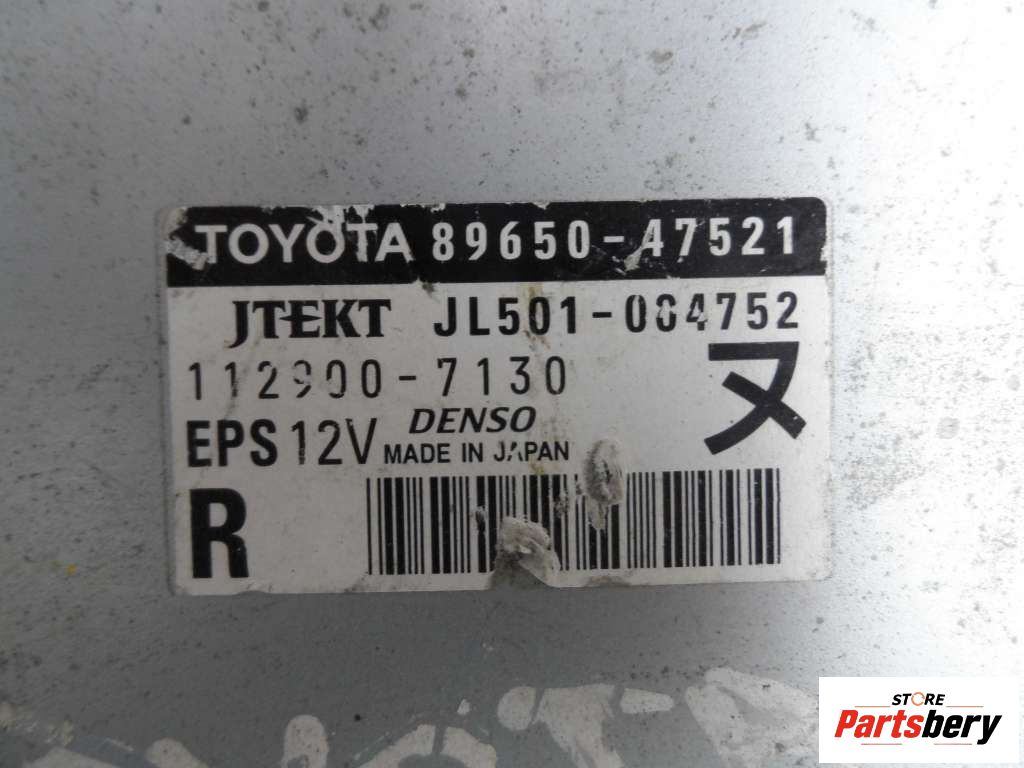 TOYOTA 89650-47521
JTEKT JL501-004752
112900-7130
ヌ
EPS 12V DENSO
MADE IN JAPAN
R
STORE
Partsbery